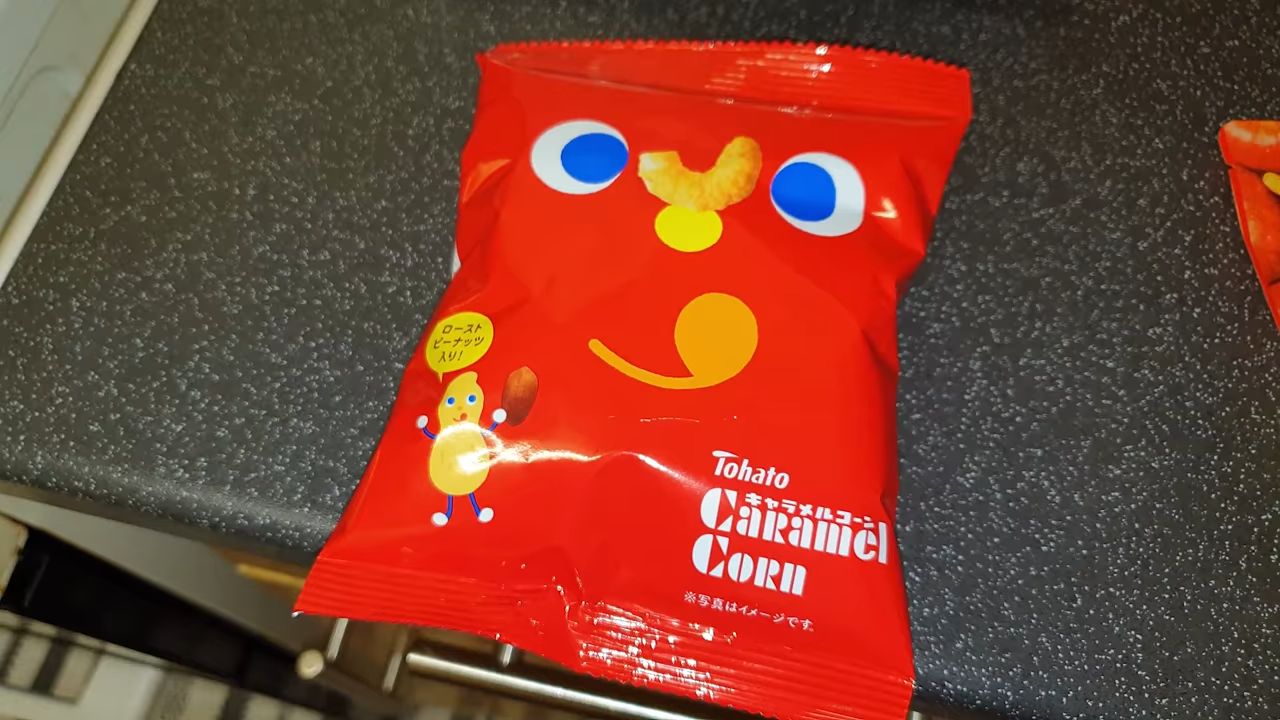 ロースト
ピーナッツ
入り!
Tohato
キャラメルコーン
Caramel
Corn
※写真はイメージです。